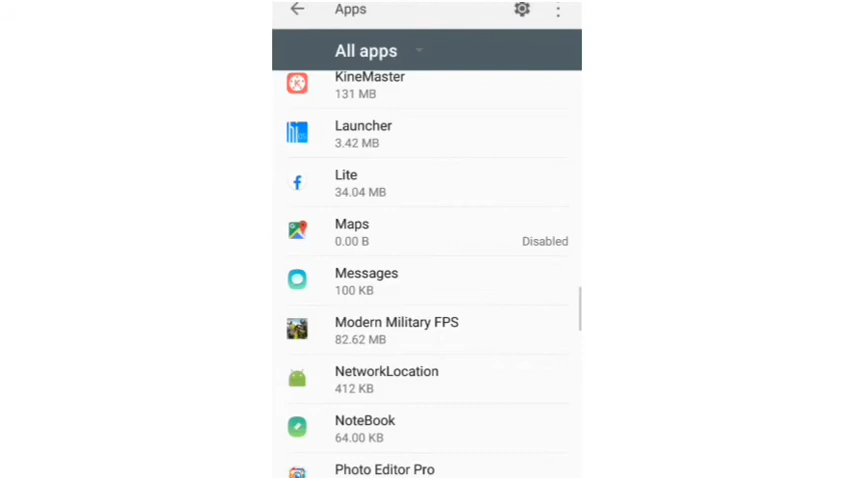 Apps
All apps
KineMaster
131 MB
Launcher
3.42 MB
Lite
34.04 MB
Maps
0.00 B
Disabled
Messages
100 KB
Modern Military FPS
82.62 MB
NetworkLocation
412 KB
NoteBook
64.00 KB
Photo Editor Pro